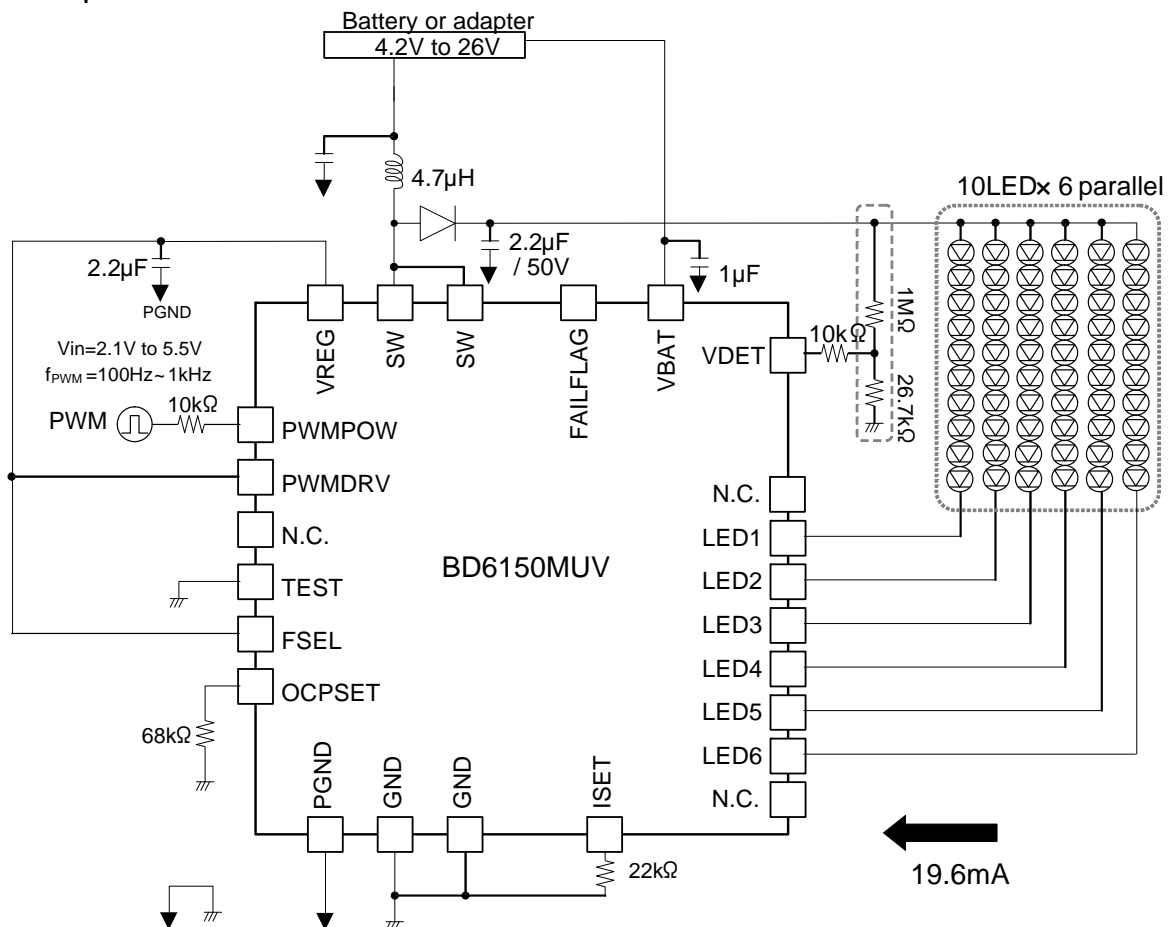 Battery or adapter
4.2V to 26V
4.7µH
10LED× 6 parallel
2.2µF
2.2µF
/ 50V
1µF
PGND
1MΩ
10kΩ
26.7kΩ
VREG
SW
SW
FAILFLAG
VBAT
VDET
Vin=2.1V to 5.5V
fPWM =100Hz~ 1kHz
PWM
10kΩ
PWMPOW
PWMDRV
N.C.
N.C.
LED1
BD6150MUV
TEST
LED2
FSEL
LED3
LED4
OCPSET
LED5
68kΩ
LED6
PGND
GND
GND
ISET
N.C.
22kΩ
19.6mA